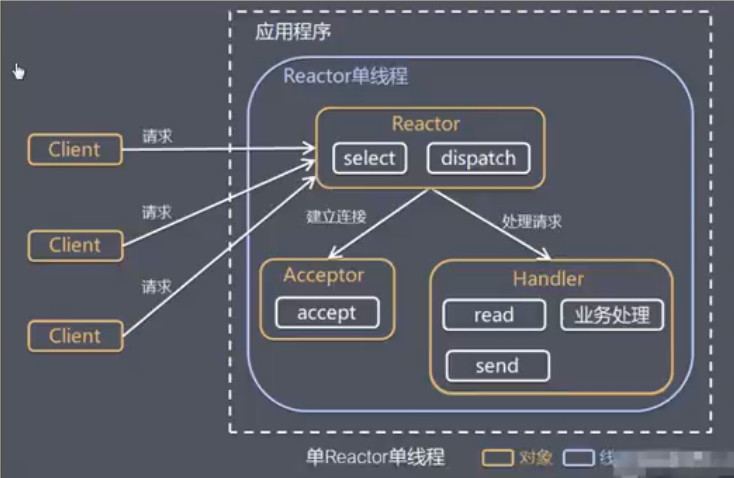 应用程序
Reactor单线程
Reactor
select
dispatch
Client
请求
Client
请求
Client
请求
建立连接
处理请求
Acceptor
accept
Handler
read
业务处理
send
单Reactor单线程
对象